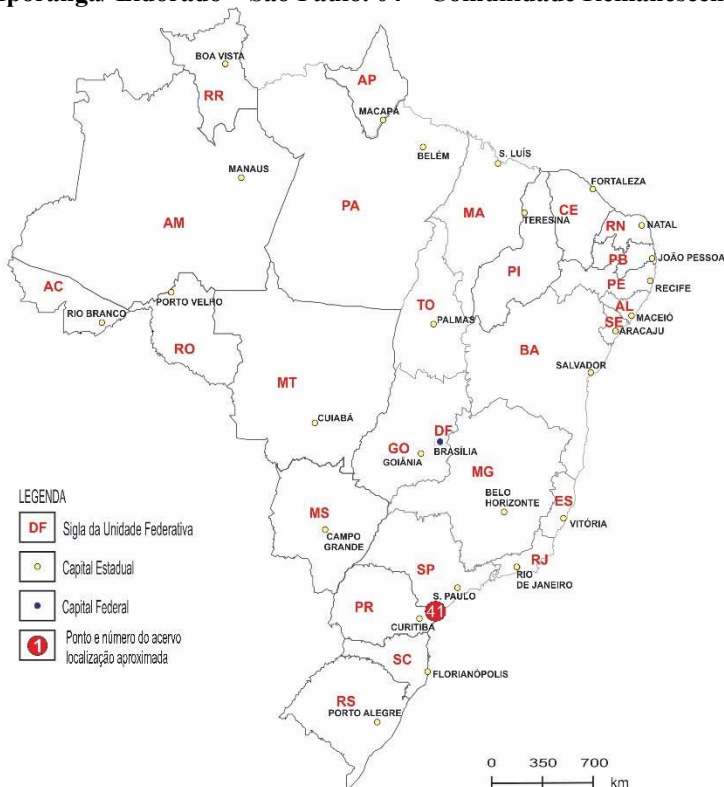 poranga/ Eldorado – São Paulo. 04 – Comunidade Remanescen
BOA VISTA
RR
AP
MACAPÁ
BELÉM
S. LUÍS
MANAUS
FORTALEZA
PA
MA
TERESINA
CE
RN
NATAL
AM
PB
JOÃO PESSOA
PI
PE
RECIFE
AC
PORTO VELHO
TO
AL
MACEIÓ
RIO BRANCO
PALMAS
SE
ARACAJU
RO
BA
MT
SALVADOR
CUIABÁ
DF
GO
BRASÍLIA
GOIÂNIA
MG
LEGENDA
BELO
HORIZONTE
ES
MS
VITÓRIA
DF Sigla da Unidade Federativa
CAMPO
GRANDE
Capital Estadual
RJ
SP
RIO
DE JANEIRO
S. PAULO
Capital Federal
PR
41
CURITIBA
1 Ponto e número do acervo
localização aproximada
SC
FLORIANÓPOLIS
RS
PORTO ALEGRE
0 350 700
km